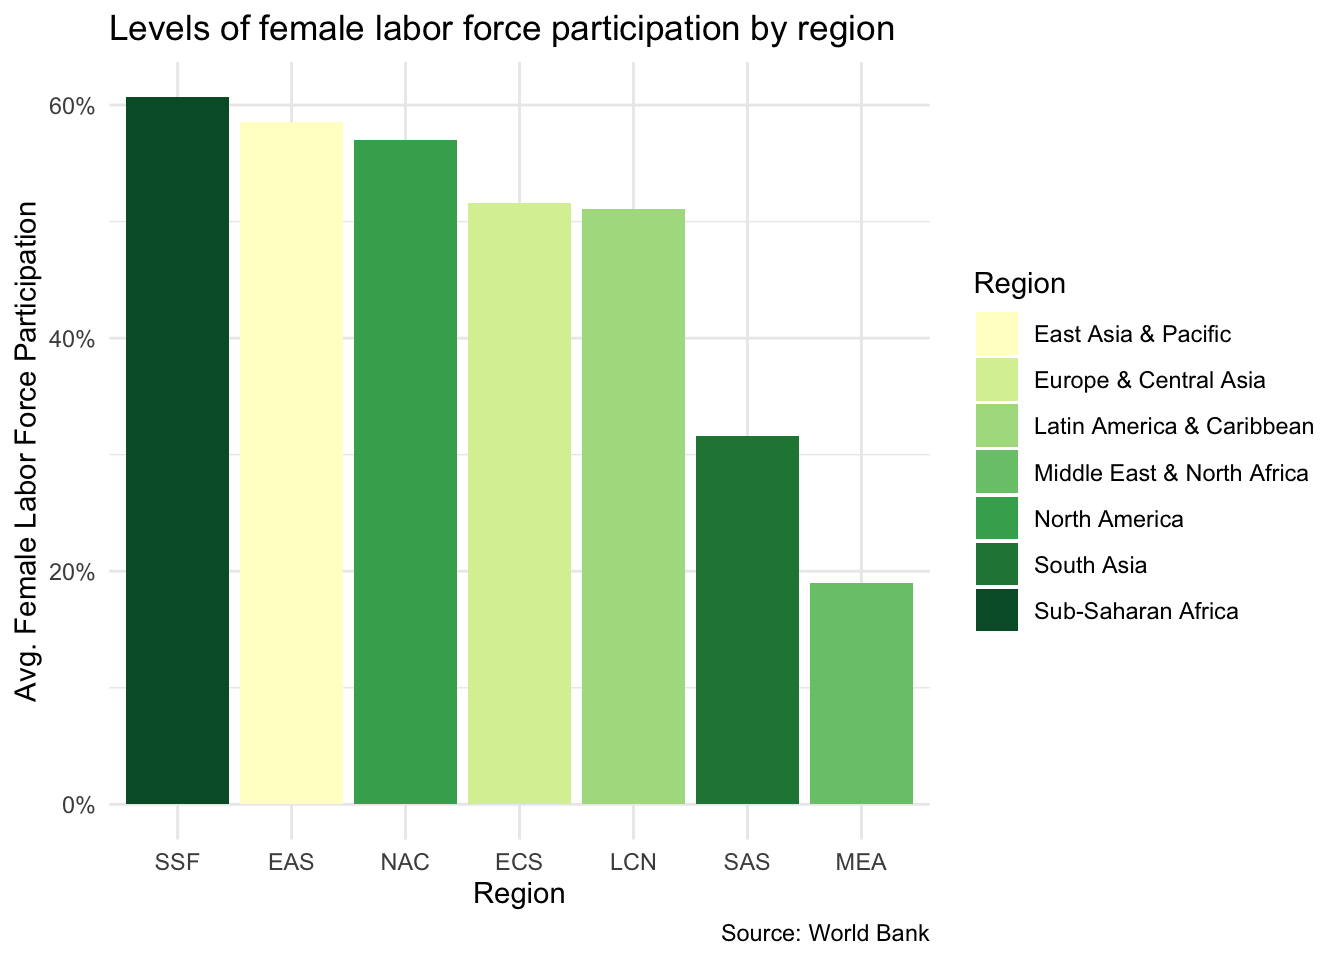 Levels of female labor force participation by region
Avg. Female Labor Force Participation
60%
40%
20%
0%
SSF
EAS
NAC
ECS
LCN
SAS
MEA
Region
Source: World Bank
Region
East Asia & Pacific
Europe & Central Asia
Latin America & Caribbean
Middle East & North Africa
North America
South Asia
Sub-Saharan Africa